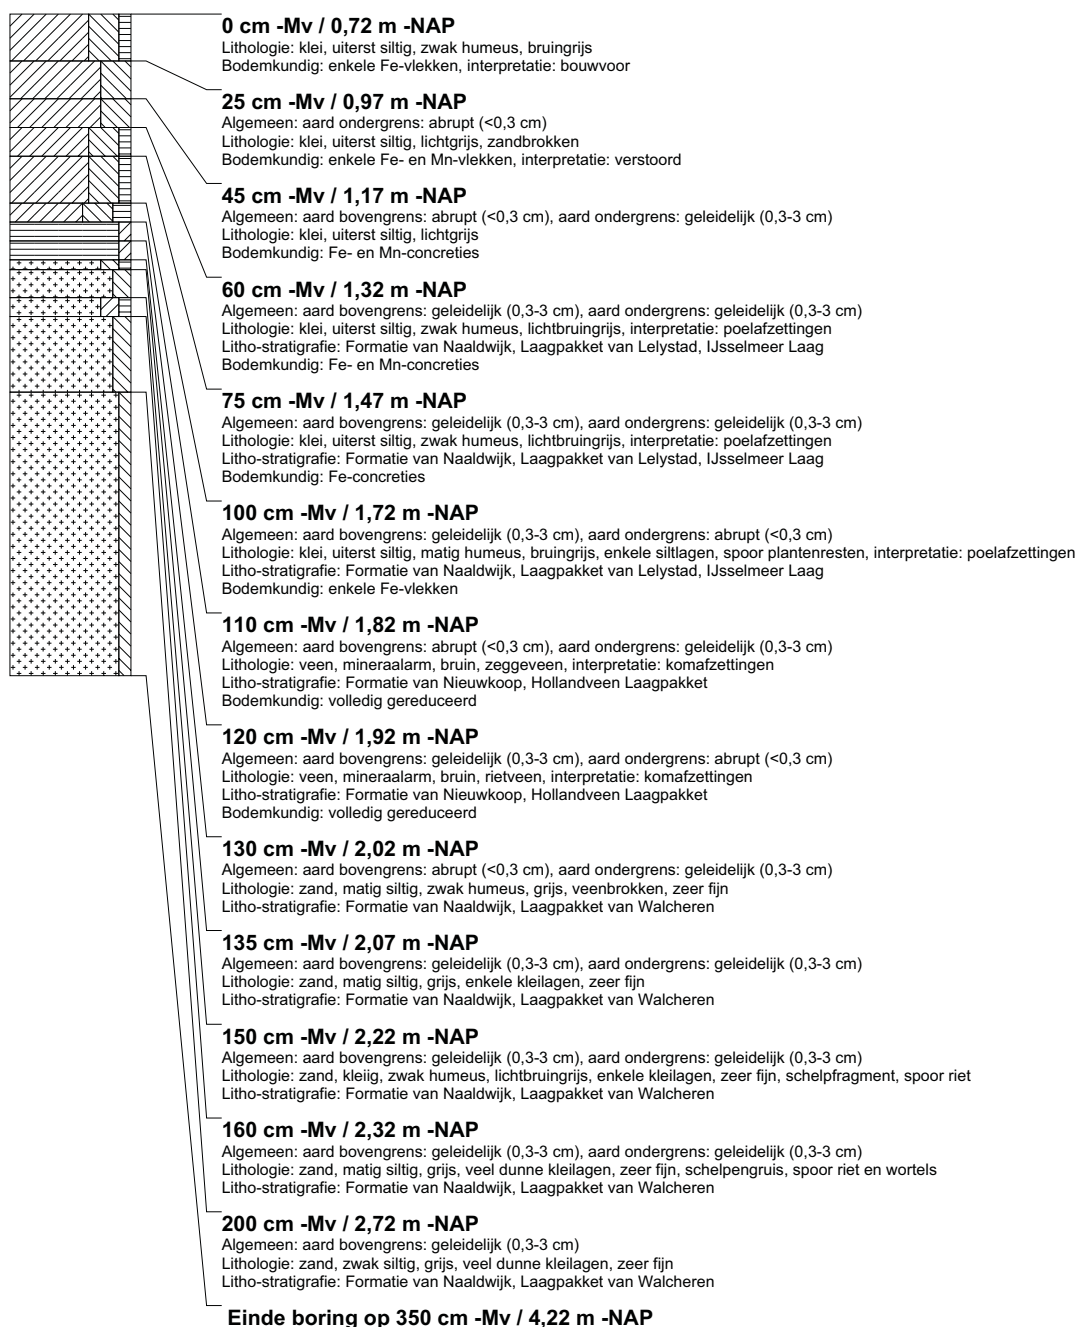 0 cm -Mv / 0,72 m -NAP
Lithologie: klei, uiterst siltig, zwak humeus, bruingrijs
Bodemkundig: enkele Fe-vlekken, interpretatie: bouwvoor
25 cm -Mv / 0,97 m -NAP
Algemeen: aard ondergrens: abrupt (<0,3 cm)
Lithologie: klei, uiterst siltig, lichtgrijs, zandbrokken
Bodemkundig: enkele Fe- en Mn-vlekken, interpretatie: verstoord
45 cm -Mv / 1,17 m -NAP
Algemeen: aard bovengrens: abrupt (<0,3 cm), aard ondergrens: geleidelijk (0,3-3 cm)
Lithologie: klei, uiterst siltig, lichtgrijs
Bodemkundig: Fe- en Mn-concreties
60 cm -Mv / 1,32 m -NAP
Algemeen: aard bovengrens: geleidelijk (0,3-3 cm), aard ondergrens: geleidelijk (0,3-3 cm)
Lithologie: klei, uiterst siltig, zwak humeus, lichtbruingrijs, interpretatie: poelafzettingen
Litho-stratigrafie: Formatie van Naaldwijk, Laagpakket van Lelystad, IJsselmeer Laag
Bodemkundig: Fe- en Mn-concreties
75 cm -Mv / 1,47 m -NAP
Algemeen: aard bovengrens: geleidelijk (0,3-3 cm), aard ondergrens: geleidelijk (0,3-3 cm)
Lithologie: klei, uiterst siltig, zwak humeus, lichtbruingrijs, interpretatie: poelafzettingen
Litho-stratigrafie: Formatie van Naaldwijk, Laagpakket van Lelystad, IJsselmeer Laag
Bodemkundig: Fe-concreties
100 cm -Mv / 1,72 m -NAP
Algemeen: aard bovengrens: geleidelijk (0,3-3 cm), aard ondergrens: abrupt (<0,3 cm)
Lithologie: klei, uiterst siltig, matig humeus, bruingrijs, enkele siltlagen, spoor plantenresten, interpretatie: poelafzettingen
Litho-stratigrafie: Formatie van Naaldwijk, Laagpakket van Lelystad, IJsselmeer Laag
Bodemkundig: enkele Fe-vlekken
110 cm -Mv / 1,82 m -NAP
Algemeen: aard bovengrens: abrupt (<0,3 cm), aard ondergrens: geleidelijk (0,3-3 cm)
Lithologie: veen, mineraalarm, bruin, zeggeveen, interpretatie: komafzettingen
Litho-stratigrafie: Formatie van Nieuwkoop, Hollandveen Laagpakket
Bodemkundig: volledig gereduceerd
120 cm -Mv / 1,92 m -NAP
Algemeen: aard bovengrens: geleidelijk (0,3-3 cm), aard ondergrens: abrupt (<0,3 cm)
Lithologie: veen, mineraalarm, bruin, rietveen, interpretatie: komafzettingen
Litho-stratigrafie: Formatie van Nieuwkoop, Hollandveen Laagpakket
Bodemkundig: volledig gereduceerd
130 cm -Mv / 2,02 m -NAP
Algemeen: aard bovengrens: abrupt (<0,3 cm), aard ondergrens: geleidelijk (0,3-3 cm)
Lithologie: zand, matig siltig, zwak humeus, grijs, veenbrokken, zeer fijn
Litho-stratigrafie: Formatie van Naaldwijk, Laagpakket van Walcheren
135 cm -Mv / 2,07 m -NAP
Algemeen: aard bovengrens: geleidelijk (0,3-3 cm), aard ondergrens: geleidelijk (0,3-3 cm)
Lithologie: zand, matig siltig, grijs, enkele kleilagen, zeer fijn
Litho-stratigrafie: Formatie van Naaldwijk, Laagpakket van Walcheren
150 cm -Mv / 2,22 m -NAP
Algemeen: aard bovengrens: geleidelijk (0,3-3 cm), aard ondergrens: geleidelijk (0,3-3 cm)
Lithologie: zand, kleiig, zwak humeus, lichtbruingrijs, enkele kleilagen, zeer fijn, schelpfragment, spoor riet
Litho-stratigrafie: Formatie van Naaldwijk, Laagpakket van Walcheren
160 cm -Mv / 2,32 m -NAP
Algemeen: aard bovengrens: geleidelijk (0,3-3 cm), aard ondergrens: geleidelijk (0,3-3 cm)
Lithologie: zand, matig siltig, grijs, veel dunne kleilagen, zeer fijn, schelpengruis, spoor riet en wortels
Litho-stratigrafie: Formatie van Naaldwijk, Laagpakket van Walcheren
200 cm -Mv / 2,72 m -NAP
Algemeen: aard bovengrens: geleidelijk (0,3-3 cm)
Lithologie: zand, zwak siltig, grijs, veel dunne kleilagen, zeer fijn
Litho-stratigrafie: Formatie van Naaldwijk, Laagpakket van Walcheren
Einde boring op 350 cm -Mv / 4,22 m -NAP